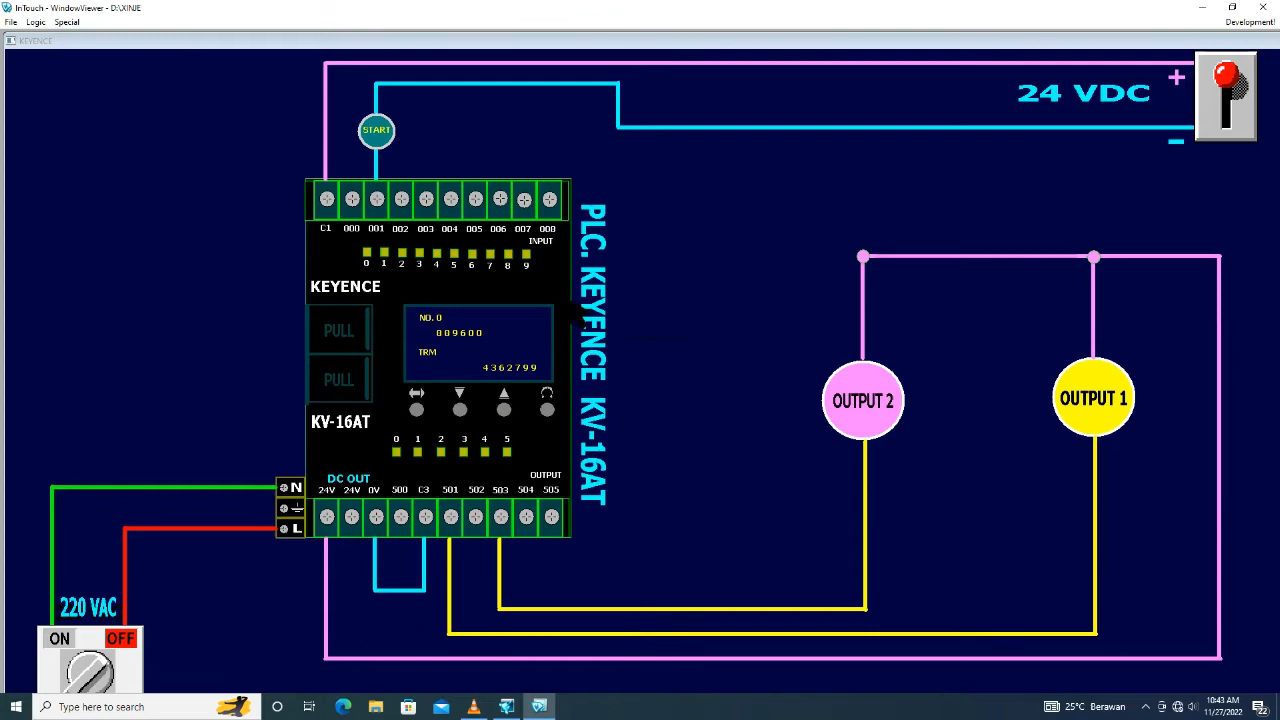 InTouch - WindowViewer - D:\XINJE
File Logic Special Development!
KEYENCE
24 VDC
+
-
START
C1 000 001 002 003 004 005 006 007 008
INPUT
0 1 2 3 4 5 6 7 8 9
KEYENCE
PULL
PULL
NO. 0
009600
TRM
4362799
KV-16AT
0 1 2 3 4 5
DC OUT
OUTPUT
24V 24V 0V 500 C3 501 502 503 504 505
PLC. KEYENCE KV-16AT
OUTPUT 2
OUTPUT 1
N
L
220 VAC
ON OFF
Type here to search
25°C Berawan
10:43 AM
11/27/2022
22